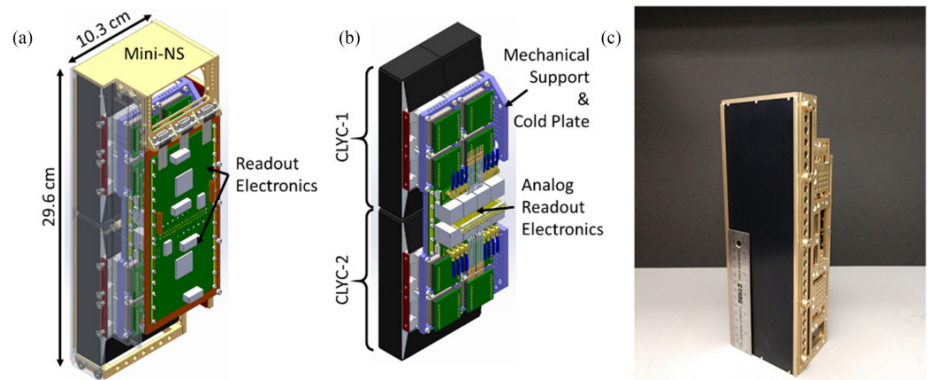 (a)
10.3 cm
Mini-NS
29.6 cm
Readout
Electronics
(b)
CLYC-1
CLYC-2
Mechanical
Support
&
Cold Plate
Analog
Readout
Electronics
(c)